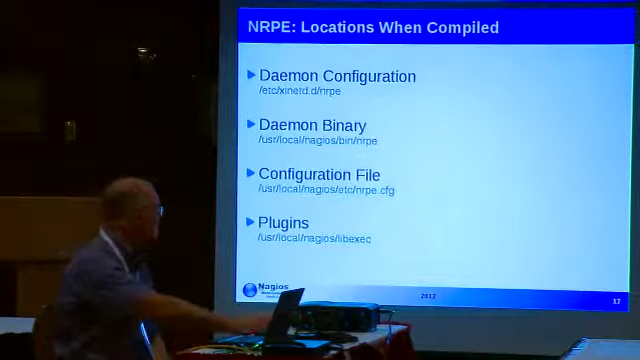 NRPE: Locations When Compiled
Daemon Configuration
/etc/xinetd.d/nrpe
Daemon Binary
/usr/local/nagios/bin/nrpe
Configuration File
/usr/local/nagios/etc/nrpe.cfg
Plugins
/usr/local/nagios/libexec
Nagios
2012
17